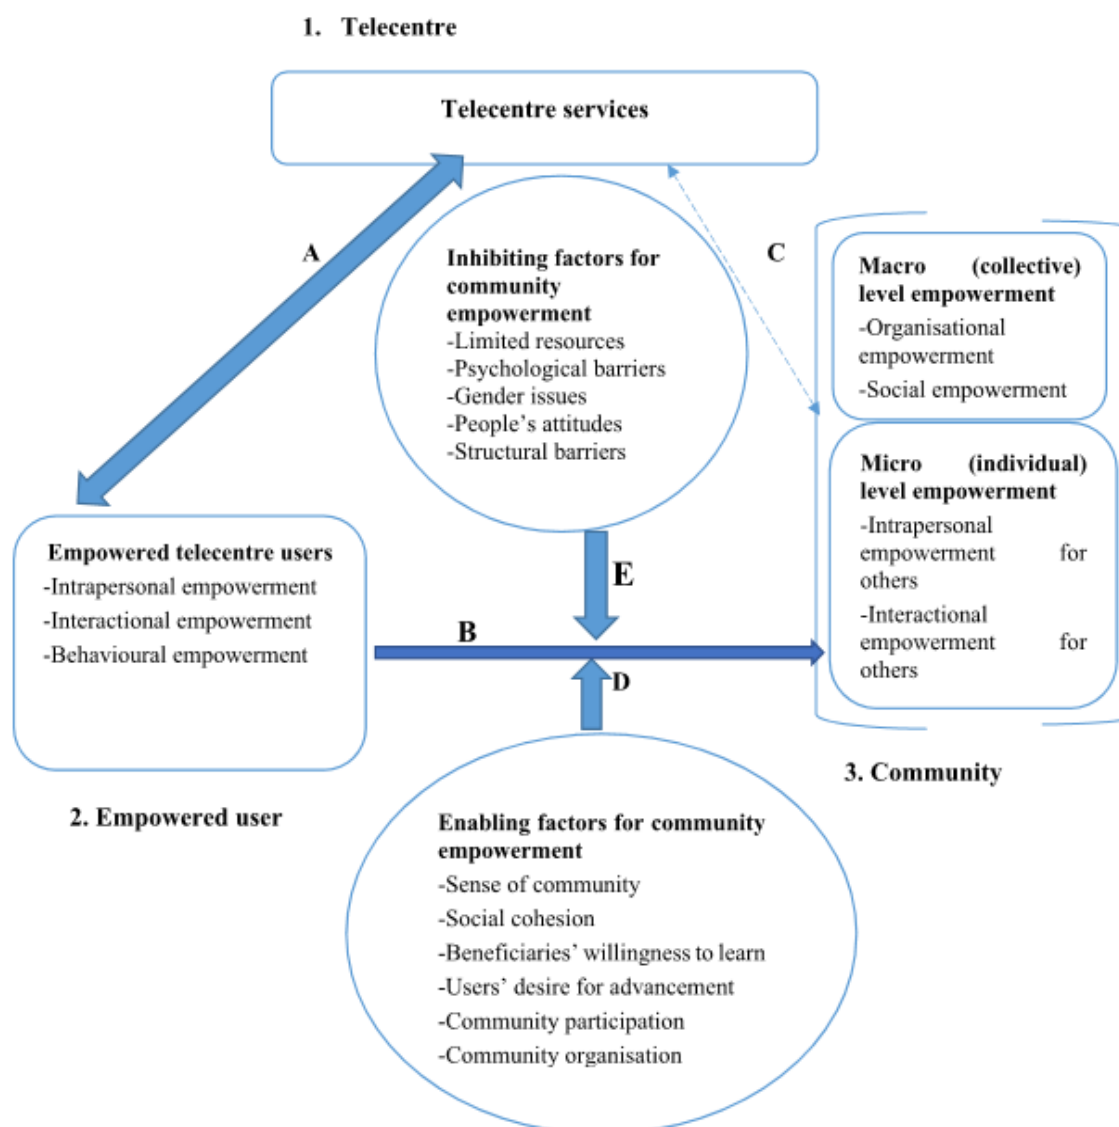 1. Telecentre
Telecentre services
A
Inhibiting factors for
community
empowerment
-Limited resources
-Psychological barriers
-Gender issues
-People’s attitudes
-Structural barriers
C
Macro (collective)
level empowerment
-Organisational
empowerment
-Social empowerment
Micro (individual)
level empowerment
-Intrapersonal
empowerment for
others
-Interactional
empowerment for
others
Empowered telecentre users
-Intrapersonal empowerment
-Interactional empowerment
-Behavioural empowerment
E
B
D
3. Community
2. Empowered user
Enabling factors for community
empowerment
-Sense of community
-Social cohesion
-Beneficiaries’ willingness to learn
-Users’ desire for advancement
-Community participation
-Community organisation